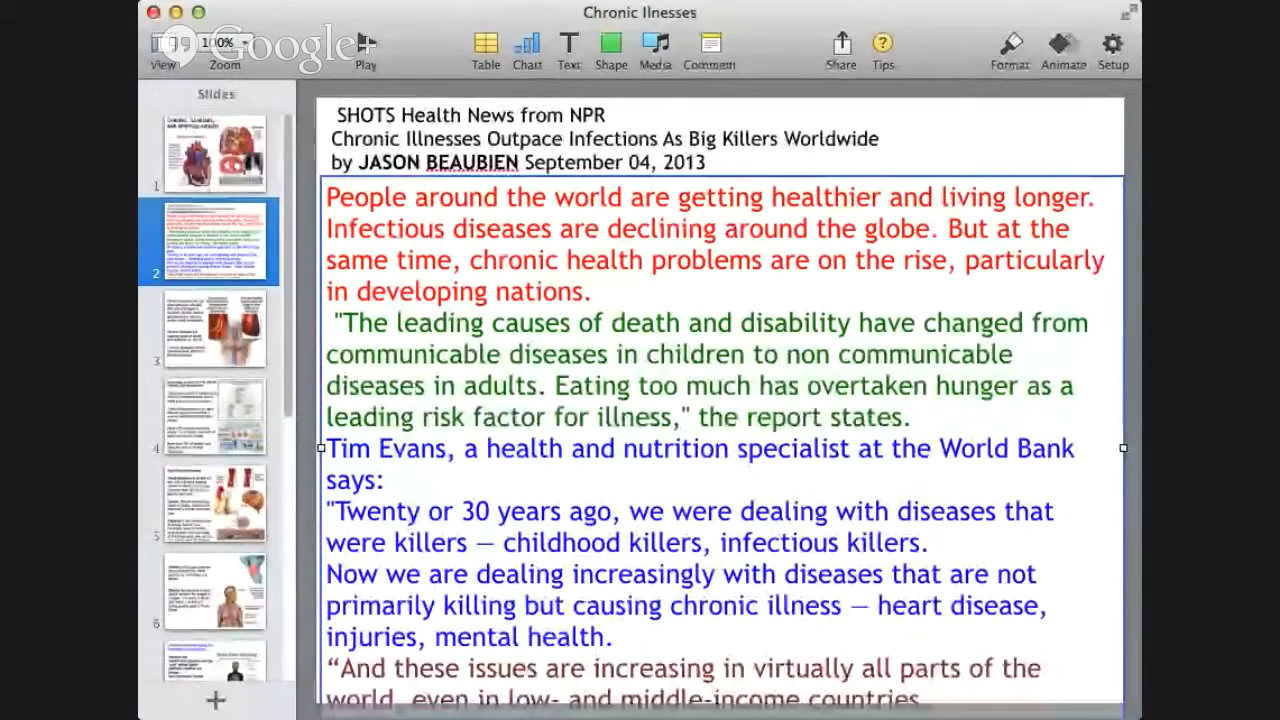 Chronic Ilnesses
Google+
100%
View
Zoom
Play
Table
Chart
Text
Shape
Media
Comment
Share
Tips
Format
Animate
Setup
Slides
1
2
3
4
5
6
SHOTS Health News from NPR
Chronic Illnesses Outpace Infections As Big Killers Worldwide
by JASON BEAUBIEN September 04, 2013
People around the world are getting healthier and living longer.
Infectious diseases are declining around the globe. But at the
same time, chronic health problems are on the rise, particularly
in developing nations.
"The leading causes of death and disability have changed from
communicable diseases in children to non communicable
diseases in adults. Eating too much has overtaken hunger as a
leading risk factor for illness," the report states.
Tim Evans, a health and nutrition specialist at the World Bank
says:
"Twenty or 30 years ago, we were dealing with diseases that
were killers — childhood killers, infectious killers.
Now we are dealing increasingly with diseases that are not
primarily killing but causing chronic illness — heart disease,
injuries, mental health.
“And these issues are increasing in virtually all parts of the
world, even in low- and middle-income countries.